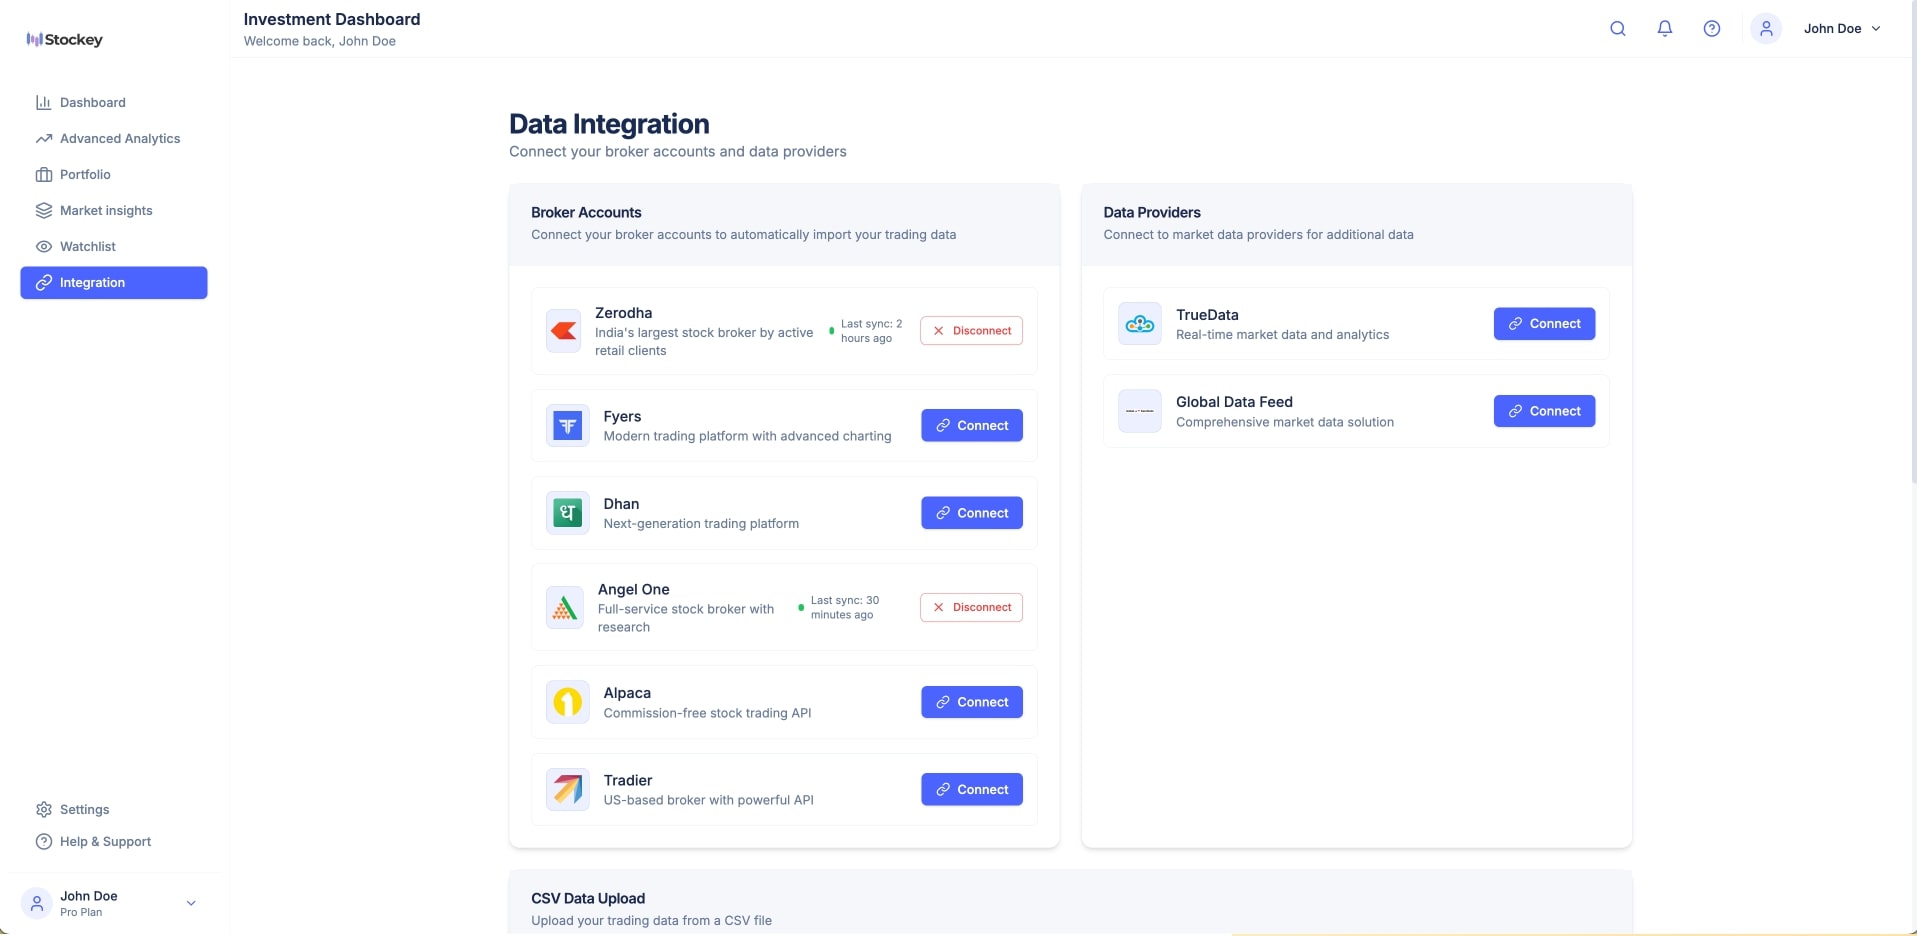 Stockey
Dashboard
Advanced Analytics
Portfolio
Market insights
Watchlist
Integration
Settings
Help & Support
John Doe
Pro Plan
Investment Dashboard
Welcome back, John Doe
John Doe
Data Integration
Connect your broker accounts and data providers
Broker Accounts
Connect your broker accounts to automatically import your trading data
Zerodha
India's largest stock broker by active
retail clients
Last sync: 2
hours ago
Disconnect
Fyers
Modern trading platform with advanced charting
Connect
ध
Dhan
Next-generation trading platform
Connect
Angel One
Full-service stock broker with
research
Last sync: 30
minutes ago
Disconnect
Alpaca
Commission-free stock trading API
Connect
Tradier
US-based broker with powerful API
Connect
Data Providers
Connect to market data providers for additional data
TrueData
Real-time market data and analytics
Connect
Global Data Feed
Comprehensive market data solution
Connect
CSV Data Upload
Upload your trading data from a CSV file